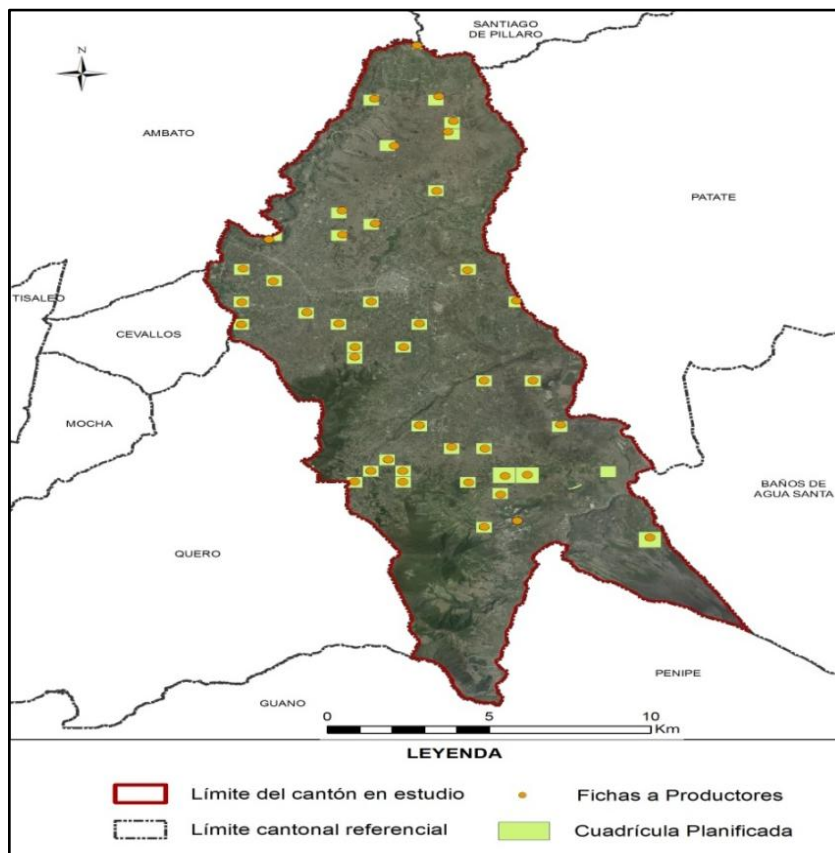 SANTIAGO
DE PILLARO
N
AMBATO
PATATE
TISALEO
CEVALLOS
MOCHA
BAÑOS DE
AGUA SANTA
QUERO
PENIPE
GUANO
0 5 10
Km
LEYENDA
Límite del cantón en estudio
Fichas a Productores
Límite cantonal referencial
Cuadrícula Planificada